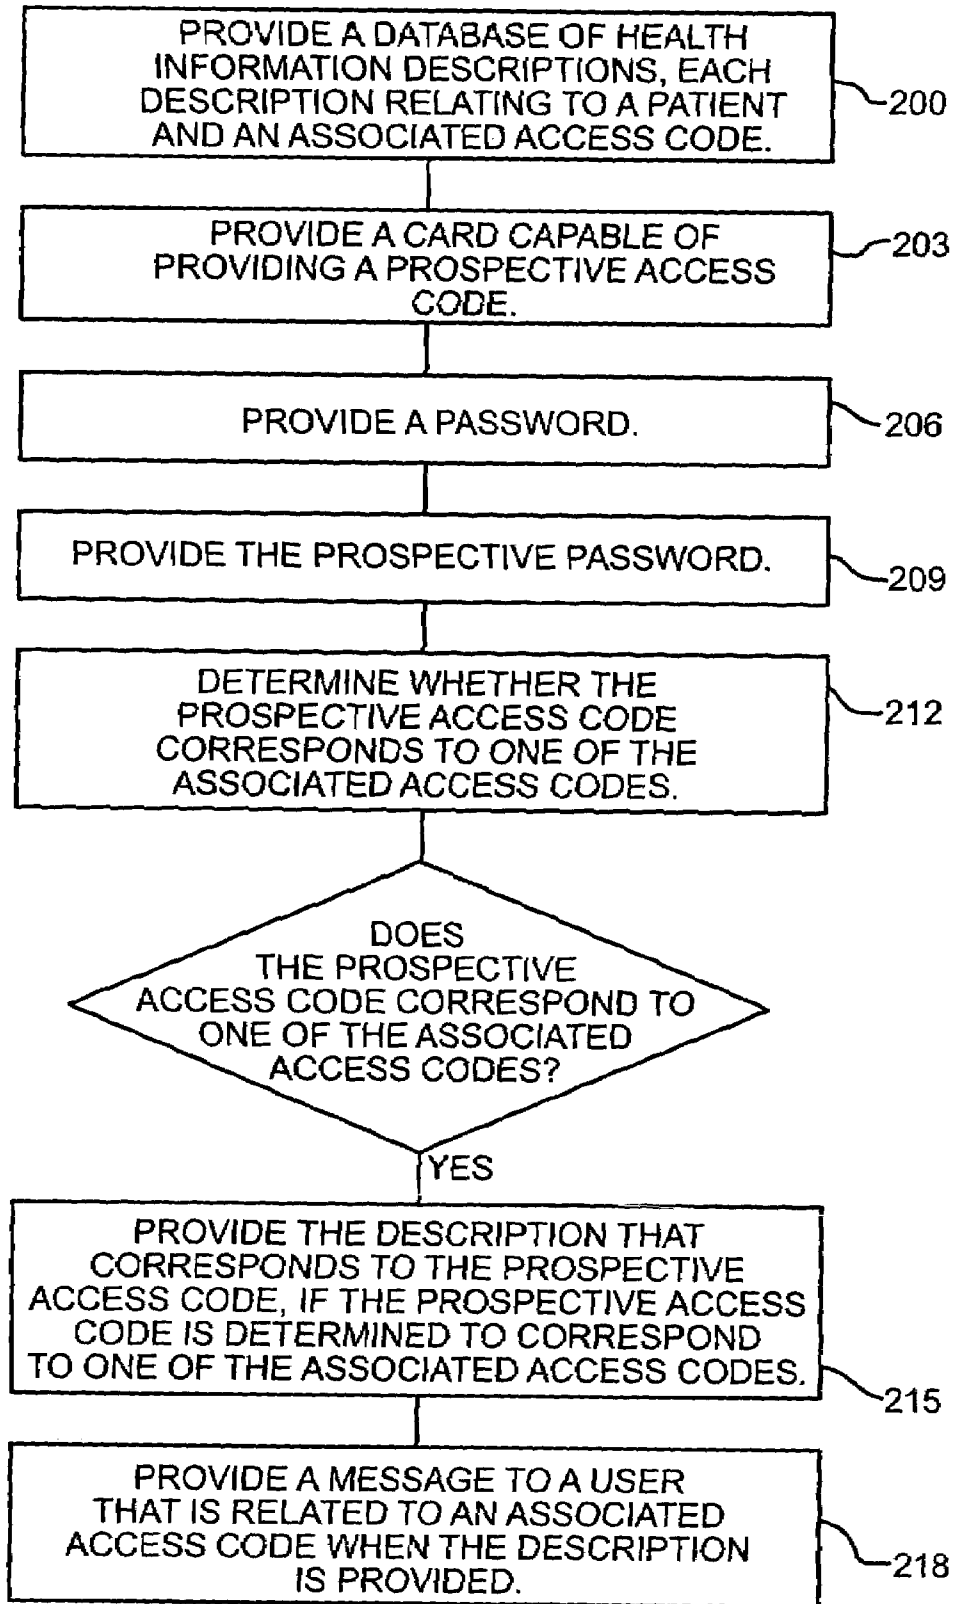 PROVIDE A DATABASE OF HEALTH
INFORMATION DESCRIPTIONS, EACH
DESCRIPTION RELATING TO A PATIENT
AND AN ASSOCIATED ACCESS CODE.
200
PROVIDE A CARD CAPABLE OF
PROVIDING A PROSPECTIVE ACCESS
CODE.
203
PROVIDE A PASSWORD.
206
PROVIDE THE PROSPECTIVE PASSWORD.
209
DETERMINE WHETHER THE
PROSPECTIVE ACCESS CODE
CORRESPONDS TO ONE OF THE
ASSOCIATED ACCESS CODES.
212
DOES
THE PROSPECTIVE
ACCESS CODE CORRESPOND TO
ONE OF THE ASSOCIATED
ACCESS CODES?
YES
PROVIDE THE DESCRIPTION THAT
CORRESPONDS TO THE PROSPECTIVE
ACCESS CODE, IF THE PROSPECTIVE ACCESS
CODE IS DETERMINED TO CORRESPOND
TO ONE OF THE ASSOCIATED ACCESS CODES.
215
PROVIDE A MESSAGE TO A USER
THAT IS RELATED TO AN ASSOCIATED
ACCESS CODE WHEN THE DESCRIPTION
IS PROVIDED.
218